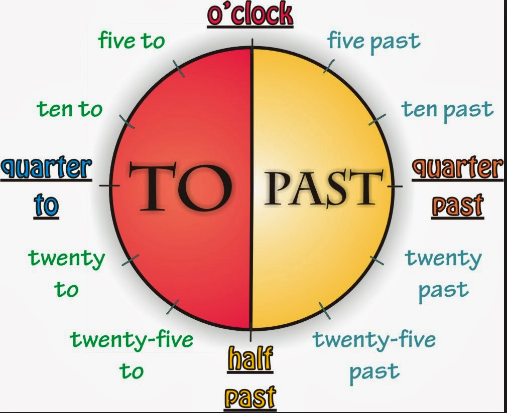 o'clock
five to
five past
ten to
ten past
quarter
to
TO
PAST
quarter
past
twenty
to
twenty
past
twenty-five
to
half
past
twenty-five
past